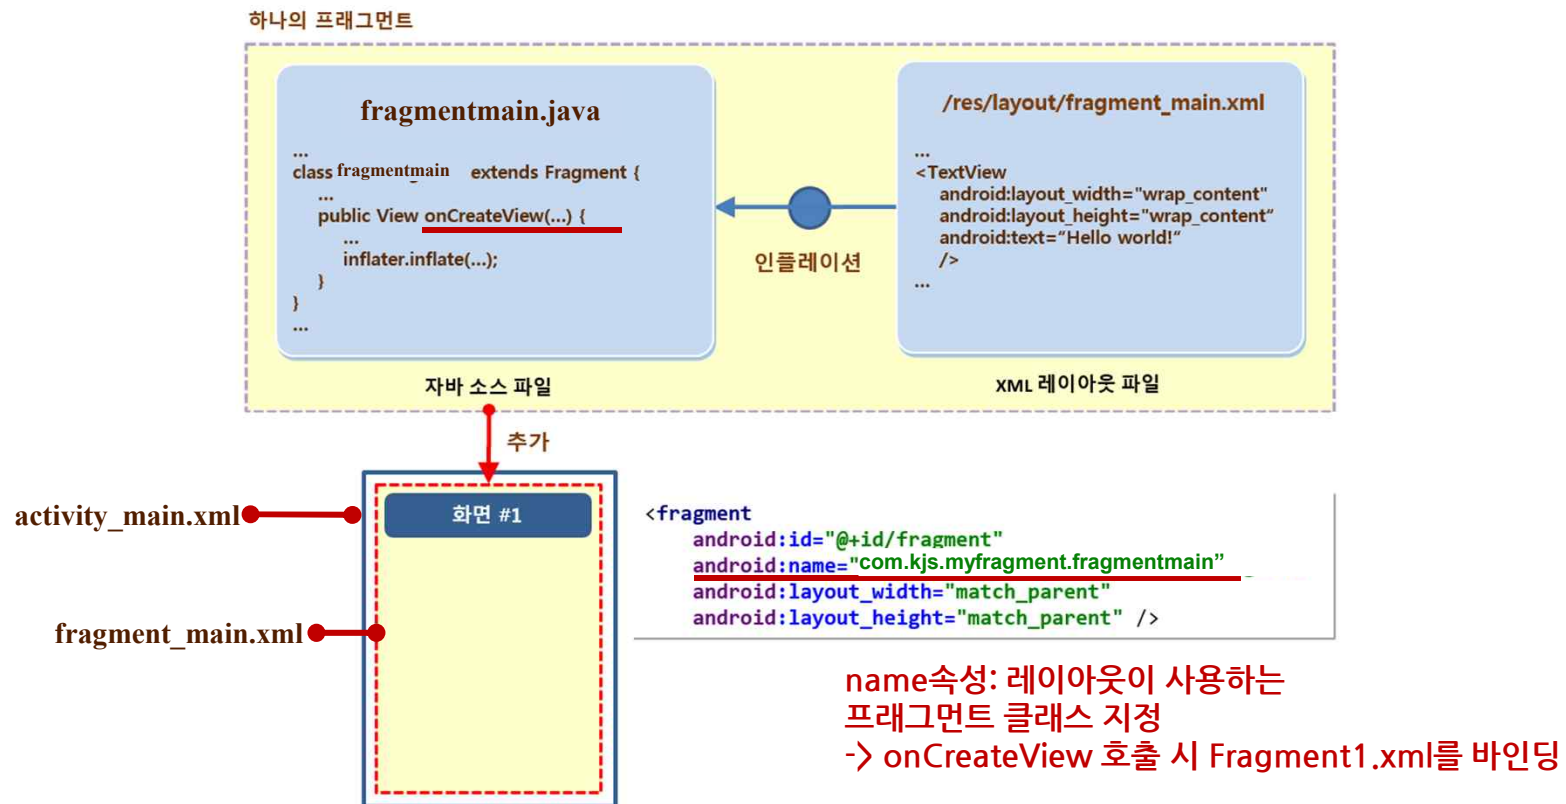 하나의 프래그먼트
fragmentmain.java
...
class fragmentmain extends Fragment {
...
public View onCreateView(...) {
...
inflater.inflate(...);
}
}
...
자바 소스 파일
인플레이션
/res/layout/fragment_main.xml
...
<TextView
android:layout_width="wrap_content"
android:layout_height="wrap_content“
android:text=“Hello world!“
/>
...
XML 레이아웃 파일
추가
activity_main.xml
화면 #1
fragment_main.xml
<fragment
android:id="@+id/fragment"
android:name="com.kjs.myfragment.fragmentmain”
android:layout_width="match_parent"
android:layout_height="match_parent" />
name속성: 레이아웃이 사용하는
프래그먼트 클래스 지정
-> onCreateView 호출 시 Fragment1.xml를 바인딩